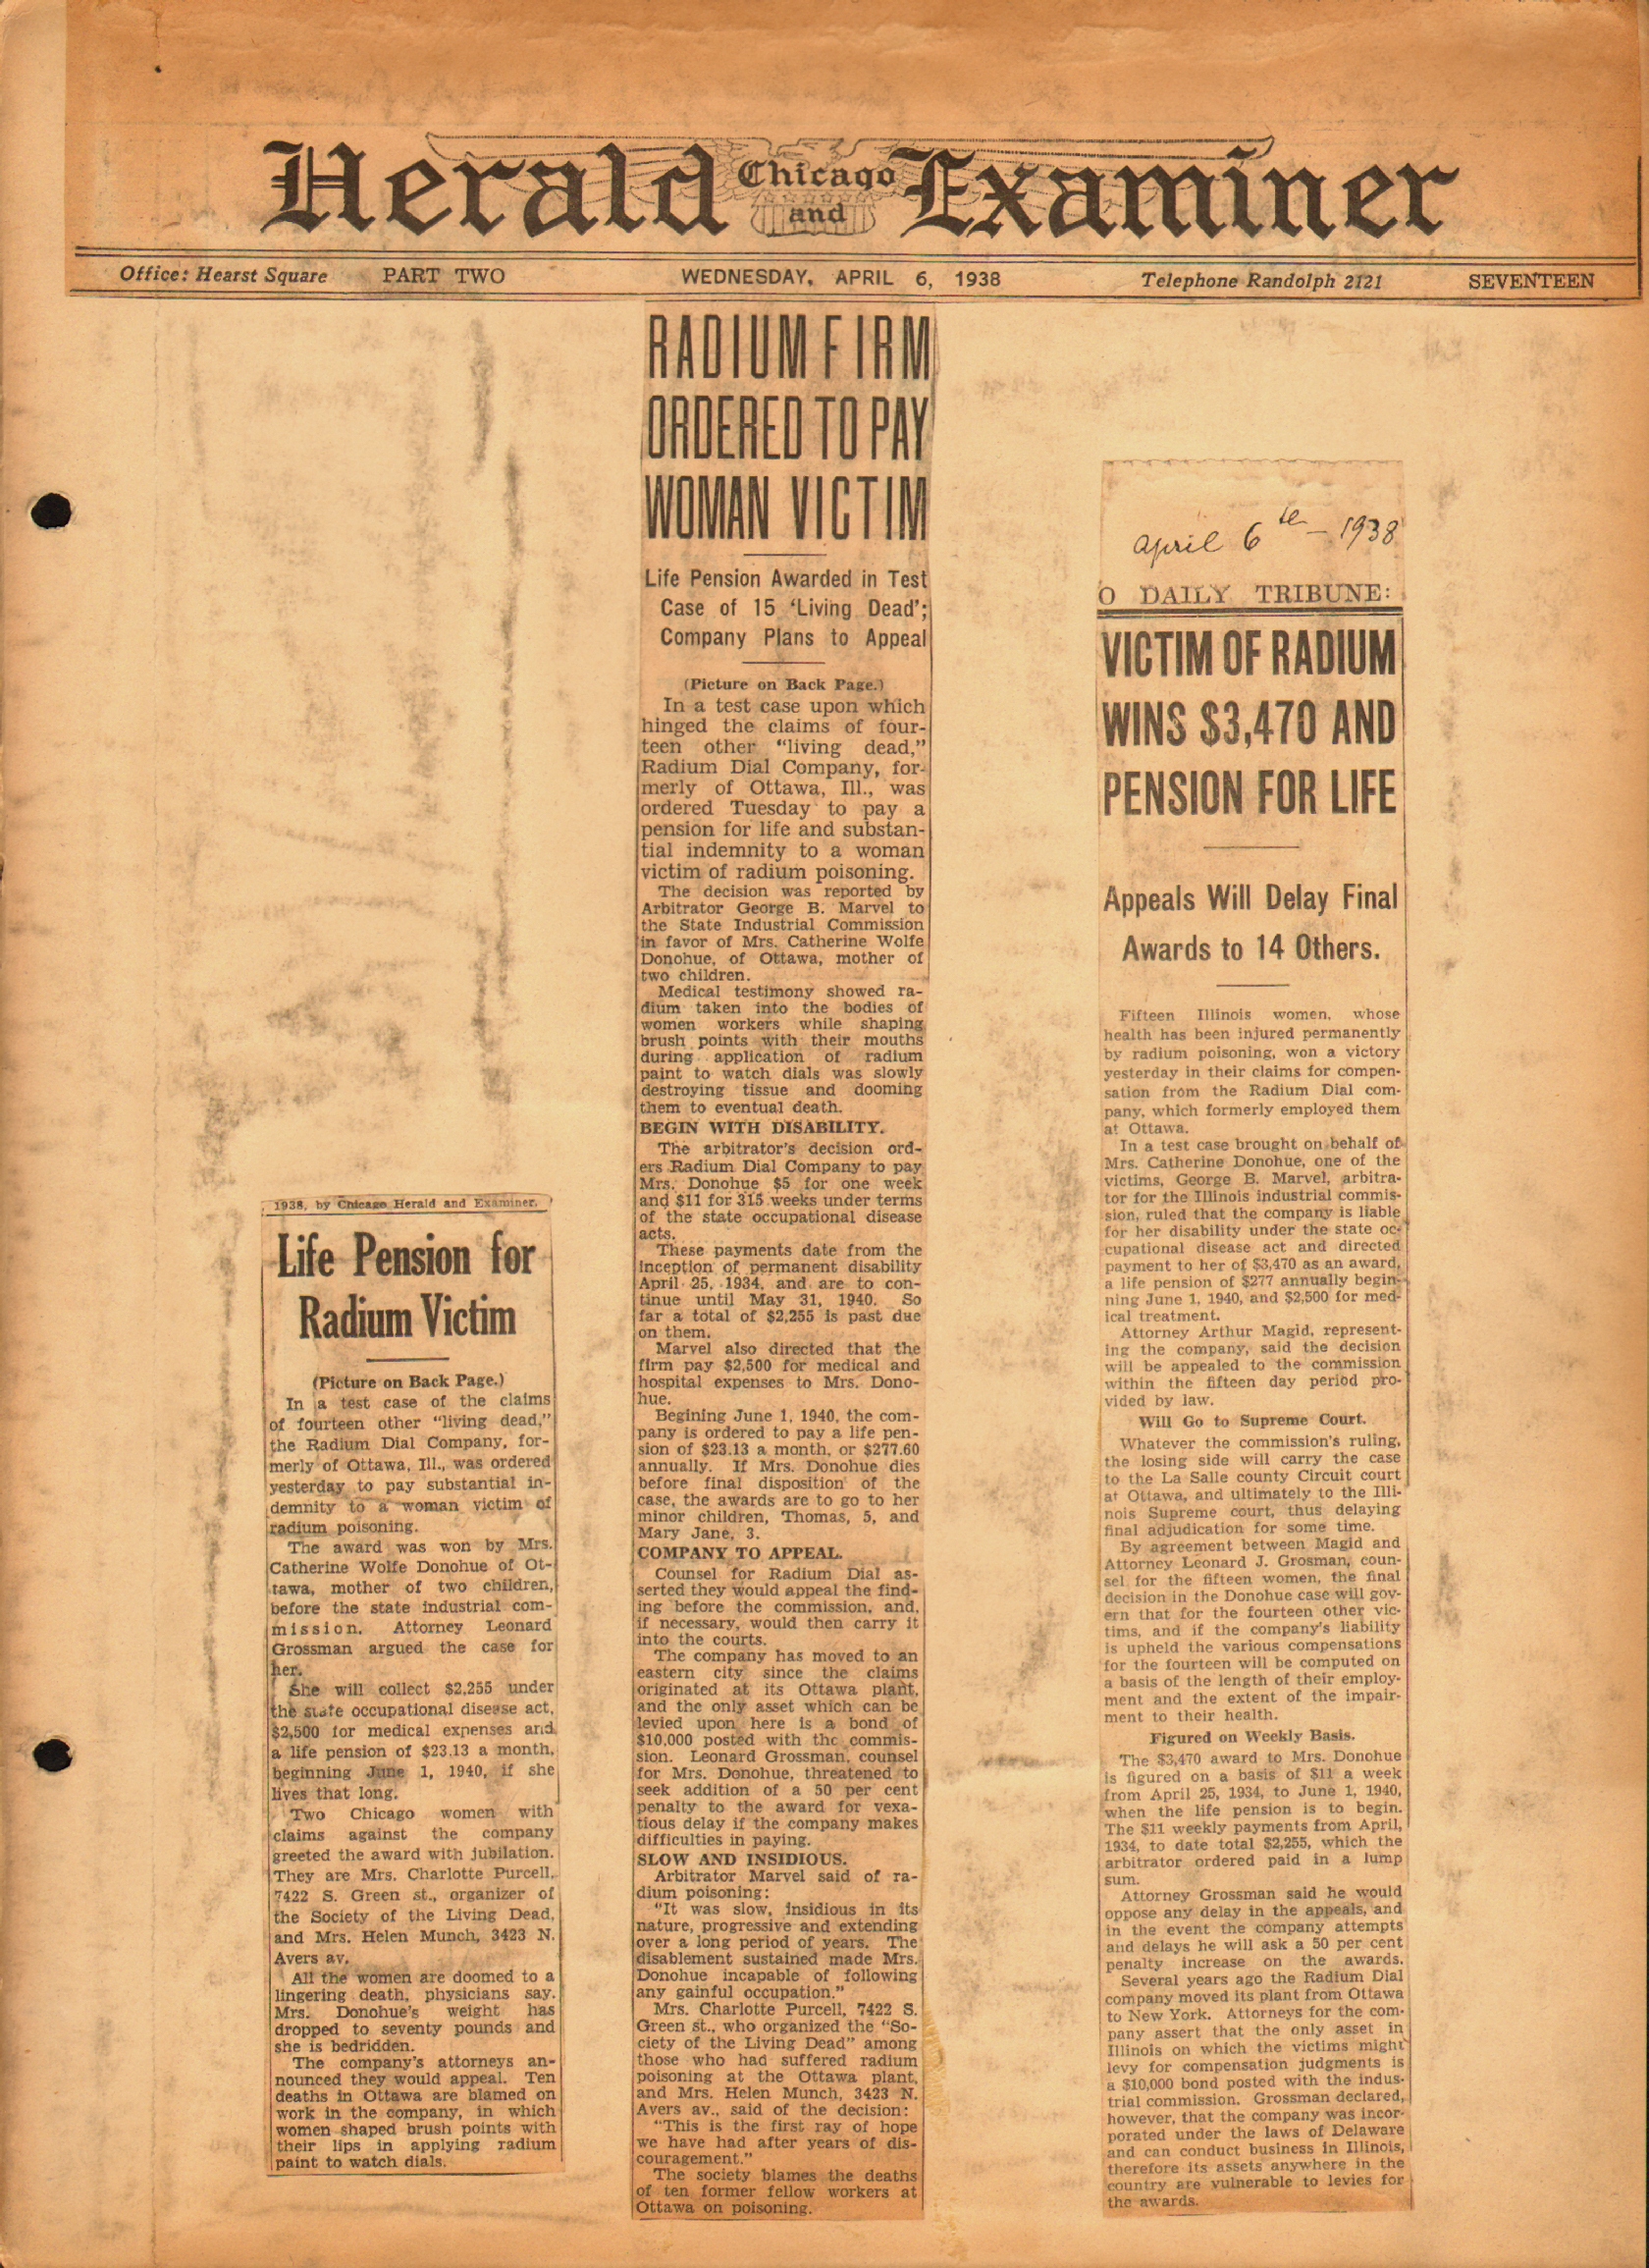 Herald Chicago and Examiner
Office: Hearst Square PART TWO WEDNESDAY, APRIL 6, 1938 Telephone Randolph 2121 SEVENTEEN
1938, by Chicago Herald and Examiner.
Life Pension for
Radium Victim
(Picture on Back Page.)
In a test case of the claims
of fourteen other "living dead,"
the Radium Dial Company, for-
merly of Ottawa, Ill., was ordered
yesterday to pay substantial in-
demnity to a woman victim of
radium poisoning.
The award was won by Mrs.
Catherine Wolfe Donohue of Ot-
tawa, mother of two children,
before the state industrial com-
mission. Attorney Leonard
Grossman argued the case for
her.
She will collect $2,255 under
the state occupational disease act,
$2,500 for medical expenses and
a life pension of $23.13 a month,
beginning June 1, 1940, if she
lives that long.
Two Chicago women with
claims against the company
greeted the award with jubilation.
They are Mrs. Charlotte Purcell,
7422 S. Green st., organizer of
the Society of the Living Dead,
and Mrs. Helen Munch, 3423 N.
Avers av.
All the women are doomed to a
lingering death, physicians say.
Mrs. Donohue's weight has
dropped to seventy pounds and
she is bedridden.
The company's attorneys an-
nounced they would appeal. Ten
deaths in Ottawa are blamed on
work in the company, in which
women shaped brush points with
their lips in applying radium
paint to watch dials.
RADIUM FIRM
ORDERED TO PAY
WOMAN VICTIM
Life Pension Awarded in Test
Case of 15 'Living Dead';
Company Plans to Appeal
(Picture on Back Page.)
In a test case upon which
hinged the claims of four-
teen other "living dead,"
Radium Dial Company, for-
merly of Ottawa, Ill., was
ordered Tuesday to pay a
pension for life and substan-
tial indemnity to a woman
victim of radium poisoning.
The decision was reported by
Arbitrator George B. Marvel to
the State Industrial Commission
in favor of Mrs. Catherine Wolfe
Donohue, of Ottawa, mother of
two children.
Medical testimony showed ra-
dium taken into the bodies of
women workers while shaping
brush points with their mouths
during application of radium
paint to watch dials was slowly
destroying tissue and dooming
them to eventual death.
BEGIN WITH DISABILITY.
The arbitrator's decision ord-
ers Radium Dial Company to pay
Mrs. Donohue $5 for one week
and $11 for 315 weeks under terms
of the state occupational disease
acts.
These payments date from the
inception of permanent disability
April 25, 1934, and are to con-
tinue until May 31, 1940. So
far a total of $2,255 is past due
on them.
Marvel also directed that the
firm pay $2,500 for medical and
hospital expenses to Mrs. Dono-
hue.
Begining June 1, 1940, the com-
pany is ordered to pay a life pen-
sion of $23.13 a month, or $277.60
annually. If Mrs. Donohue dies
before final disposition of the
case, the awards are to go to her
minor children, Thomas, 5, and
Mary Jane, 3.
COMPANY TO APPEAL.
Counsel for Radium Dial as-
serted they would appeal the find-
ing before the commission, and,
if necessary, would then carry it
into the courts.
The company has moved to an
eastern city since the claims
originated at its Ottawa plant,
and the only asset which can be
levied upon here is a bond of
$10,000 posted with the commis-
sion. Leonard Grossman, counsel
for Mrs. Donohue, threatened to
seek addition of a 50 per cent
penalty to the award for vexa-
tious delay if the company makes
difficulties in paying.
SLOW AND INSIDIOUS.
Arbitrator Marvel said of ra-
dium poisoning:
"It was slow, insidious in its
nature, progressive and extending
over a long period of years. The
disablement sustained made Mrs.
Donohue incapable of following
any gainful occupation."
Mrs. Charlotte Purcell, 7422 S.
Green st., who organized the "So-
ciety of the Living Dead" among
those who had suffered radium
poisoning at the Ottawa plant,
and Mrs. Helen Munch, 3423 N.
Avers av., said of the decision:
"This is the first ray of hope
we have had after years of dis-
couragement."
The society blames the deaths
of ten former fellow workers at
Ottawa on poisoning.
april 6 te - 1938
O DAILY TRIBUNE:
VICTIM OF RADIUM
WINS $3,470 AND
PENSION FOR LIFE
Appeals Will Delay Final
Awards to 14 Others.
Fifteen Illinois women, whose
health has been injured permanently
by radium poisoning, won a victory
yesterday in their claims for compen-
sation from the Radium Dial com-
pany, which formerly employed them
at Ottawa.
In a test case brought on behalf of
Mrs. Catherine Donohue, one of the
victims, George B. Marvel, arbitra-
tor for the Illinois industrial commis-
sion, ruled that the company is liable
for her disability under the state oc-
cupational disease act and directed
payment to her of $3,470 as an award,
a life pension of $277 annually begin-
ning June 1, 1940, and $2,500 for med-
ical treatment.
Attorney Arthur Magid, represent-
ing the company, said the decision
will be appealed to the commission
within the fifteen day period pro-
vided by law.
Will Go to Supreme Court.
Whatever the commission's ruling,
the losing side will carry the case
to the La Salle county Circuit court
at Ottawa, and ultimately to the Illi-
nois Supreme court, thus delaying
final adjudication for some time.
By agreement between Magid and
Attorney Leonard J. Grosman, coun-
sel for the fifteen women, the final
decision in the Donohue case will gov-
ern that for the fourteen other vic-
tims, and if the company's liability
is upheld the various compensations
for the fourteen will be computed on
a basis of the length of their employ-
ment and the extent of the impair-
ment to their health.
Figured on Weekly Basis.
The $3,470 award to Mrs. Donohue
is figured on a basis of $11 a week
from April 25, 1934, to June 1, 1940,
when the life pension is to begin.
The $11 weekly payments from April,
1934, to date total $2,255, which the
arbitrator ordered paid in a lump
sum.
Attorney Grossman said he would
oppose any delay in the appeals, and
in the event the company attempts
and delays he will ask a 50 per cent
penalty increase on the awards.
Several years ago the Radium Dial
company moved its plant from Ottawa
to New York. Attorneys for the com-
pany assert that the only asset in
Illinois on which the victims might
levy for compensation judgments is
a $10,000 bond posted with the indus-
trial commission. Grossman declared,
however, that the company was incor-
porated under the laws of Delaware
and can conduct business in Illinois,
therefore its assets anywhere in the
country are vulnerable to levies for
the awards.